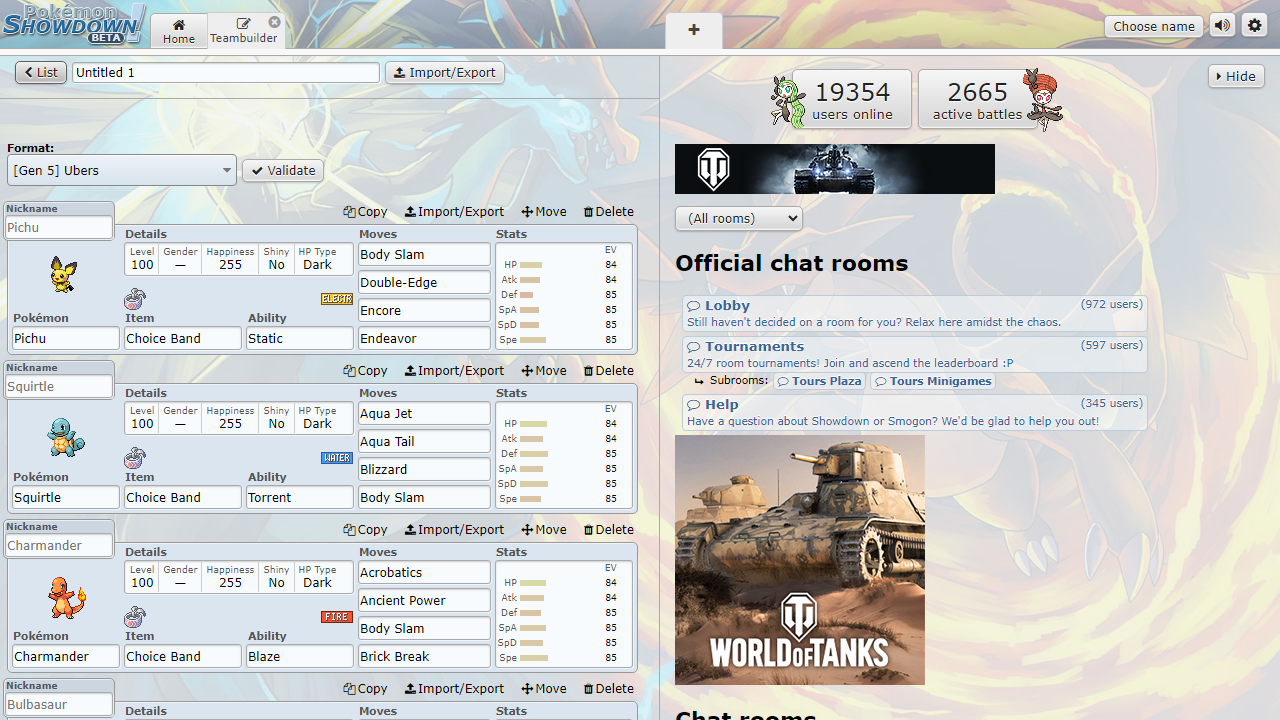 Pokémon
SHOWDOWN!
BETA
Home
Teambuilder
+
Choose name
List
Untitled 1
Import/Export
Format:
[Gen 5] Ubers
Validate
Nickname
Pichu
Copy Import/Export Move Delete
Details Moves Stats
Level Gender Happiness Shiny HP Type
100 — 255 No Dark
ELECTR
Pokémon Item Ability
Pichu Choice Band Static
Body Slam
Double-Edge
Encore
Endeavor
EV
HP 84
Atk 84
Def 85
SpA 85
SpD 85
Spe 85
Nickname
Squirtle
Copy Import/Export Move Delete
Details Moves Stats
Level Gender Happiness Shiny HP Type
100 — 255 No Dark
WATER
Pokémon Item Ability
Squirtle Choice Band Torrent
Aqua Jet
Aqua Tail
Blizzard
Body Slam
EV
HP 84
Atk 84
Def 85
SpA 85
SpD 85
Spe 85
Nickname
Charmander
Copy Import/Export Move Delete
Details Moves Stats
Level Gender Happiness Shiny HP Type
100 — 255 No Dark
FIRE
Pokémon Item Ability
Charmander Choice Band Blaze
Acrobatics
Ancient Power
Body Slam
Brick Break
EV
HP 84
Atk 84
Def 85
SpA 85
SpD 85
Spe 85
Nickname
Bulbasaur
Copy Import/Export Move Delete
Details Moves Stats
19354
users online
2665
active battles
Hide
(All rooms)
Official chat rooms
Lobby (972 users)
Still haven't decided on a room for you? Relax here amidst the chaos.
Tournaments (597 users)
24/7 room tournaments! Join and ascend the leaderboard :P
Subrooms: Tours Plaza Tours Minigames
Help (345 users)
Have a question about Showdown or Smogon? We'd be glad to help you out!
WORLD OF TANKS
Chat rooms